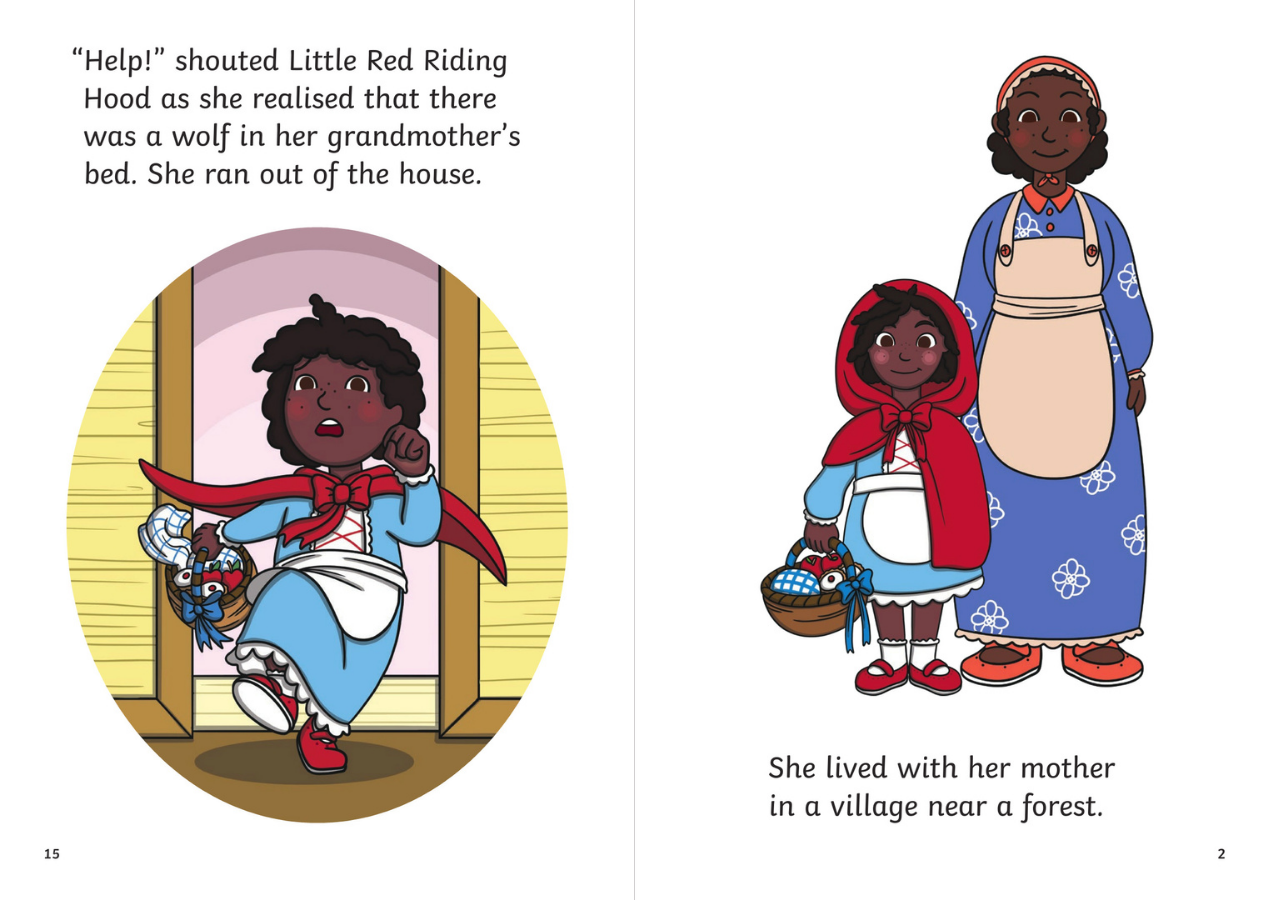 “Help!” shouted Little Red Riding
Hood as she realised that there
was a wolf in her grandmother’s
bed. She ran out of the house.
15
She lived with her mother
in a village near a forest.
2